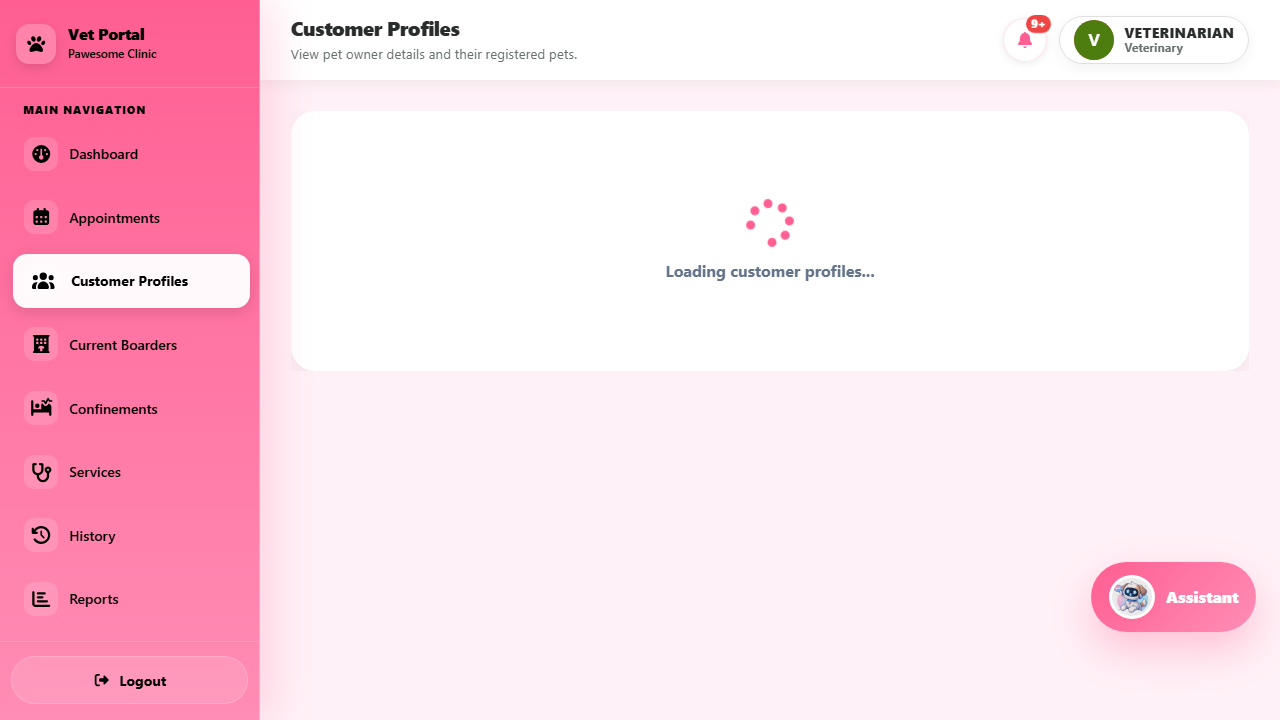 Vet Portal
Pawesome Clinic
MAIN NAVIGATION
Dashboard
Appointments
Customer Profiles
Current Boarders
Confinements
Services
History
Reports
Logout
Customer Profiles
View pet owner details and their registered pets.
9+
V
VETERINARIAN
Veterinary
Loading customer profiles...
Assistant